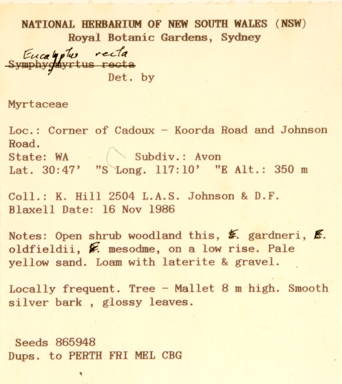 NATIONAL HERBARIUM OF NEW SOUTH WALES (NSW)
Royal Botanic Gardens, Sydney
Eucalyptus recta
Symphyomyrtus recta
Det. by
Myrtaceae
Loc.: Corner of Cadoux - Koorda Road and Johnson
Road.
State: WA Subdiv.: Avon
Lat. 30:47' "S Long. 117:10' "E Alt.: 350 m
Coll.: K. Hill 2504 L.A.S. Johnson & D.F.
Blaxell Date: 16 Nov 1986
Notes: Open shrub woodland this, E. gardneri, E.
oldfieldii, E. mesodme, on a low rise. Pale
yellow sand. Loam with laterite & gravel.
Locally frequent. Tree - Mallet 8 m high. Smooth
silver bark , glossy leaves.
Seeds 865948
Dups. to PERTH FRI MEL CBG